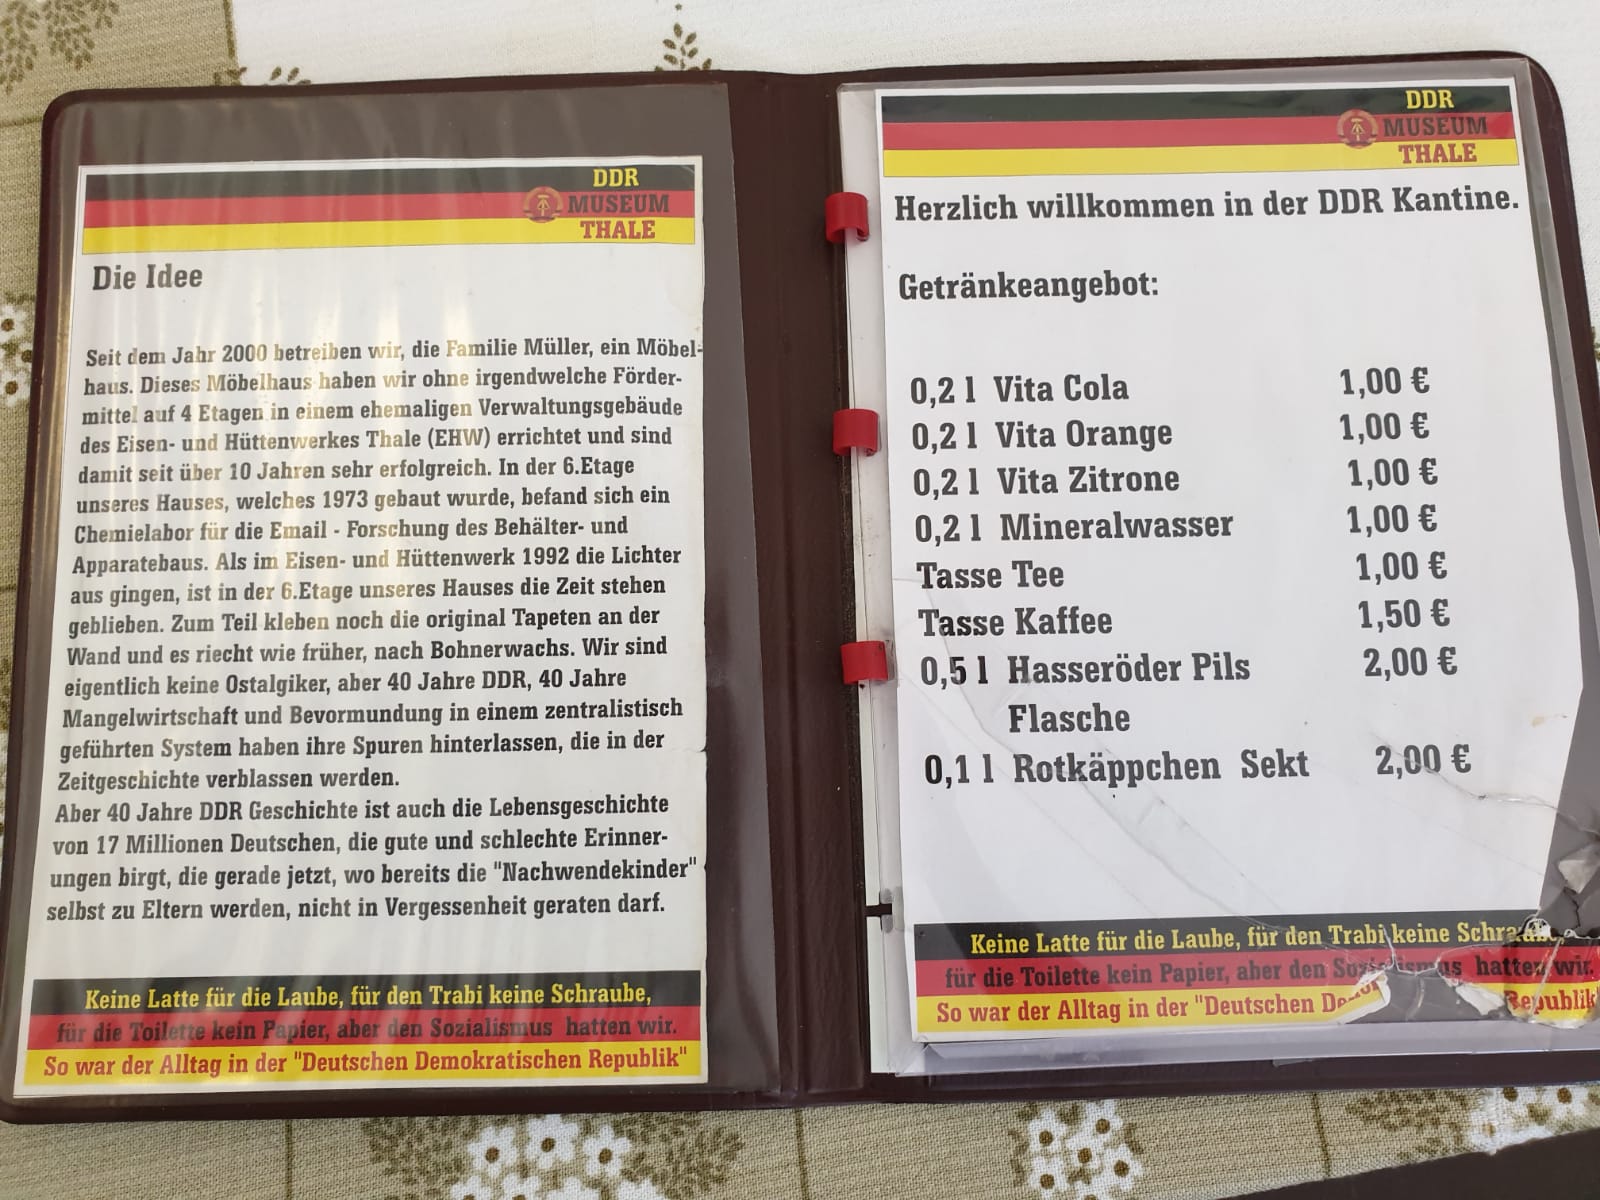 DDR
MUSEUM
THALE
Die Idee
Seit dem Jahr 2000 betreiben wir, die Familie Müller, ein Möbel-
haus. Dieses Möbelhaus haben wir ohne irgendwelche Förder-
mittel auf 4 Etagen in einem ehemaligen Verwaltungsgebäude
des Eisen- und Hüttenwerkes Thale (EHW) errichtet und sind
damit seit über 10 Jahren sehr erfolgreich. In der 6.Etage
unseres Hauses, welches 1973 gebaut wurde, befand sich ein
Chemielabor für die Email - Forschung des Behälter- und
Apparatebaus. Als im Eisen- und Hüttenwerk 1992 die Lichter
aus gingen, ist in der 6.Etage unseres Hauses die Zeit stehen
geblieben. Zum Teil kleben noch die original Tapeten an der
Wand und es riecht wie früher, nach Bohnerwachs. Wir sind
eigentlich keine Ostalgiker, aber 40 Jahre DDR, 40 Jahre
Mangelwirtschaft und Bevormundung in einem zentralistisch
geführten System haben ihre Spuren hinterlassen, die in der
Zeitgeschichte verblassen werden.
Aber 40 Jahre DDR Geschichte ist auch die Lebensgeschichte
von 17 Millionen Deutschen, die gute und schlechte Erinner-
ungen birgt, die gerade jetzt, wo bereits die "Nachwendekinder"
selbst zu Eltern werden, nicht in Vergessenheit geraten darf.
Keine Latte für die Laube, für den Trabi keine Schraube,
für die Toilette kein Papier, aber den Sozialismus hatten wir.
So war der Alltag in der "Deutschen Demokratischen Republik"
DDR
MUSEUM
THALE
Herzlich willkommen in der DDR Kantine.
Getränkeangebot:
0,2 l Vita Cola 1,00 €
0,2 l Vita Orange 1,00 €
0,2 l Vita Zitrone 1,00 €
0,2 l Mineralwasser 1,00 €
Tasse Tee 1,00 €
Tasse Kaffee 1,50 €
0,5 l Hasseröder Pils 2,00 €
Flasche
0,1 l Rotkäppchen Sekt 2,00 €
Keine Latte für die Laube, für den Trabi keine Schraube
für die Toilette kein Papier, aber den Sozialismus hatten wir.
So war der Alltag in der "Deutschen Republik"